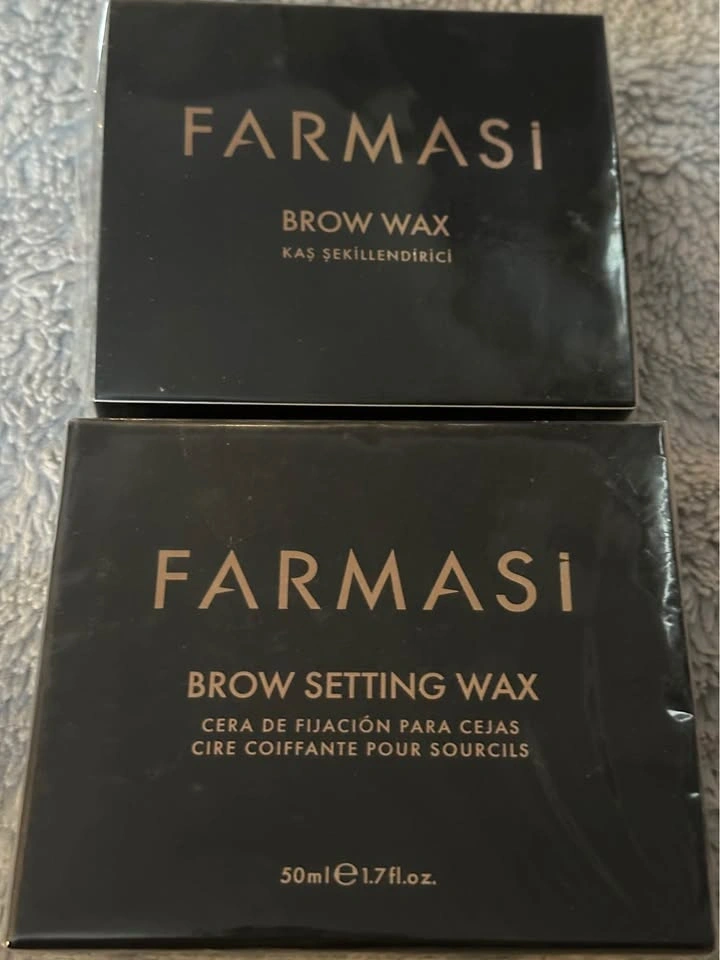 FARMASi
BROW WAX
KAŞ ŞEKİLLENDİRİCİ
FARMASi
BROW SETTING WAX
CERA DE FIJACIÓN PARA CEJAS
CIRE COIFFANTE POUR SOURCILS
50ml e 1.7fl.oz.